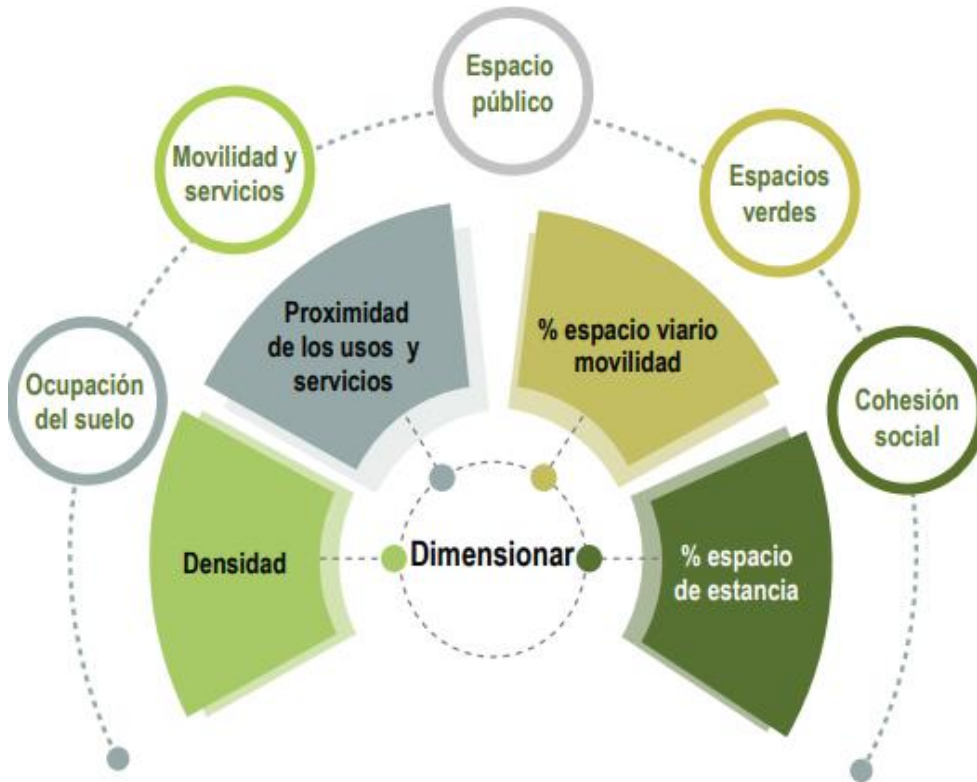 Espacio
público
Movilidad y
servicios
Espacios
verdes
Ocupación
del suelo
Cohesión
social
Proximidad
de los usos y
servicios
% espacio viario
movilidad
Densidad
Dimensionar
% espacio
de estancia